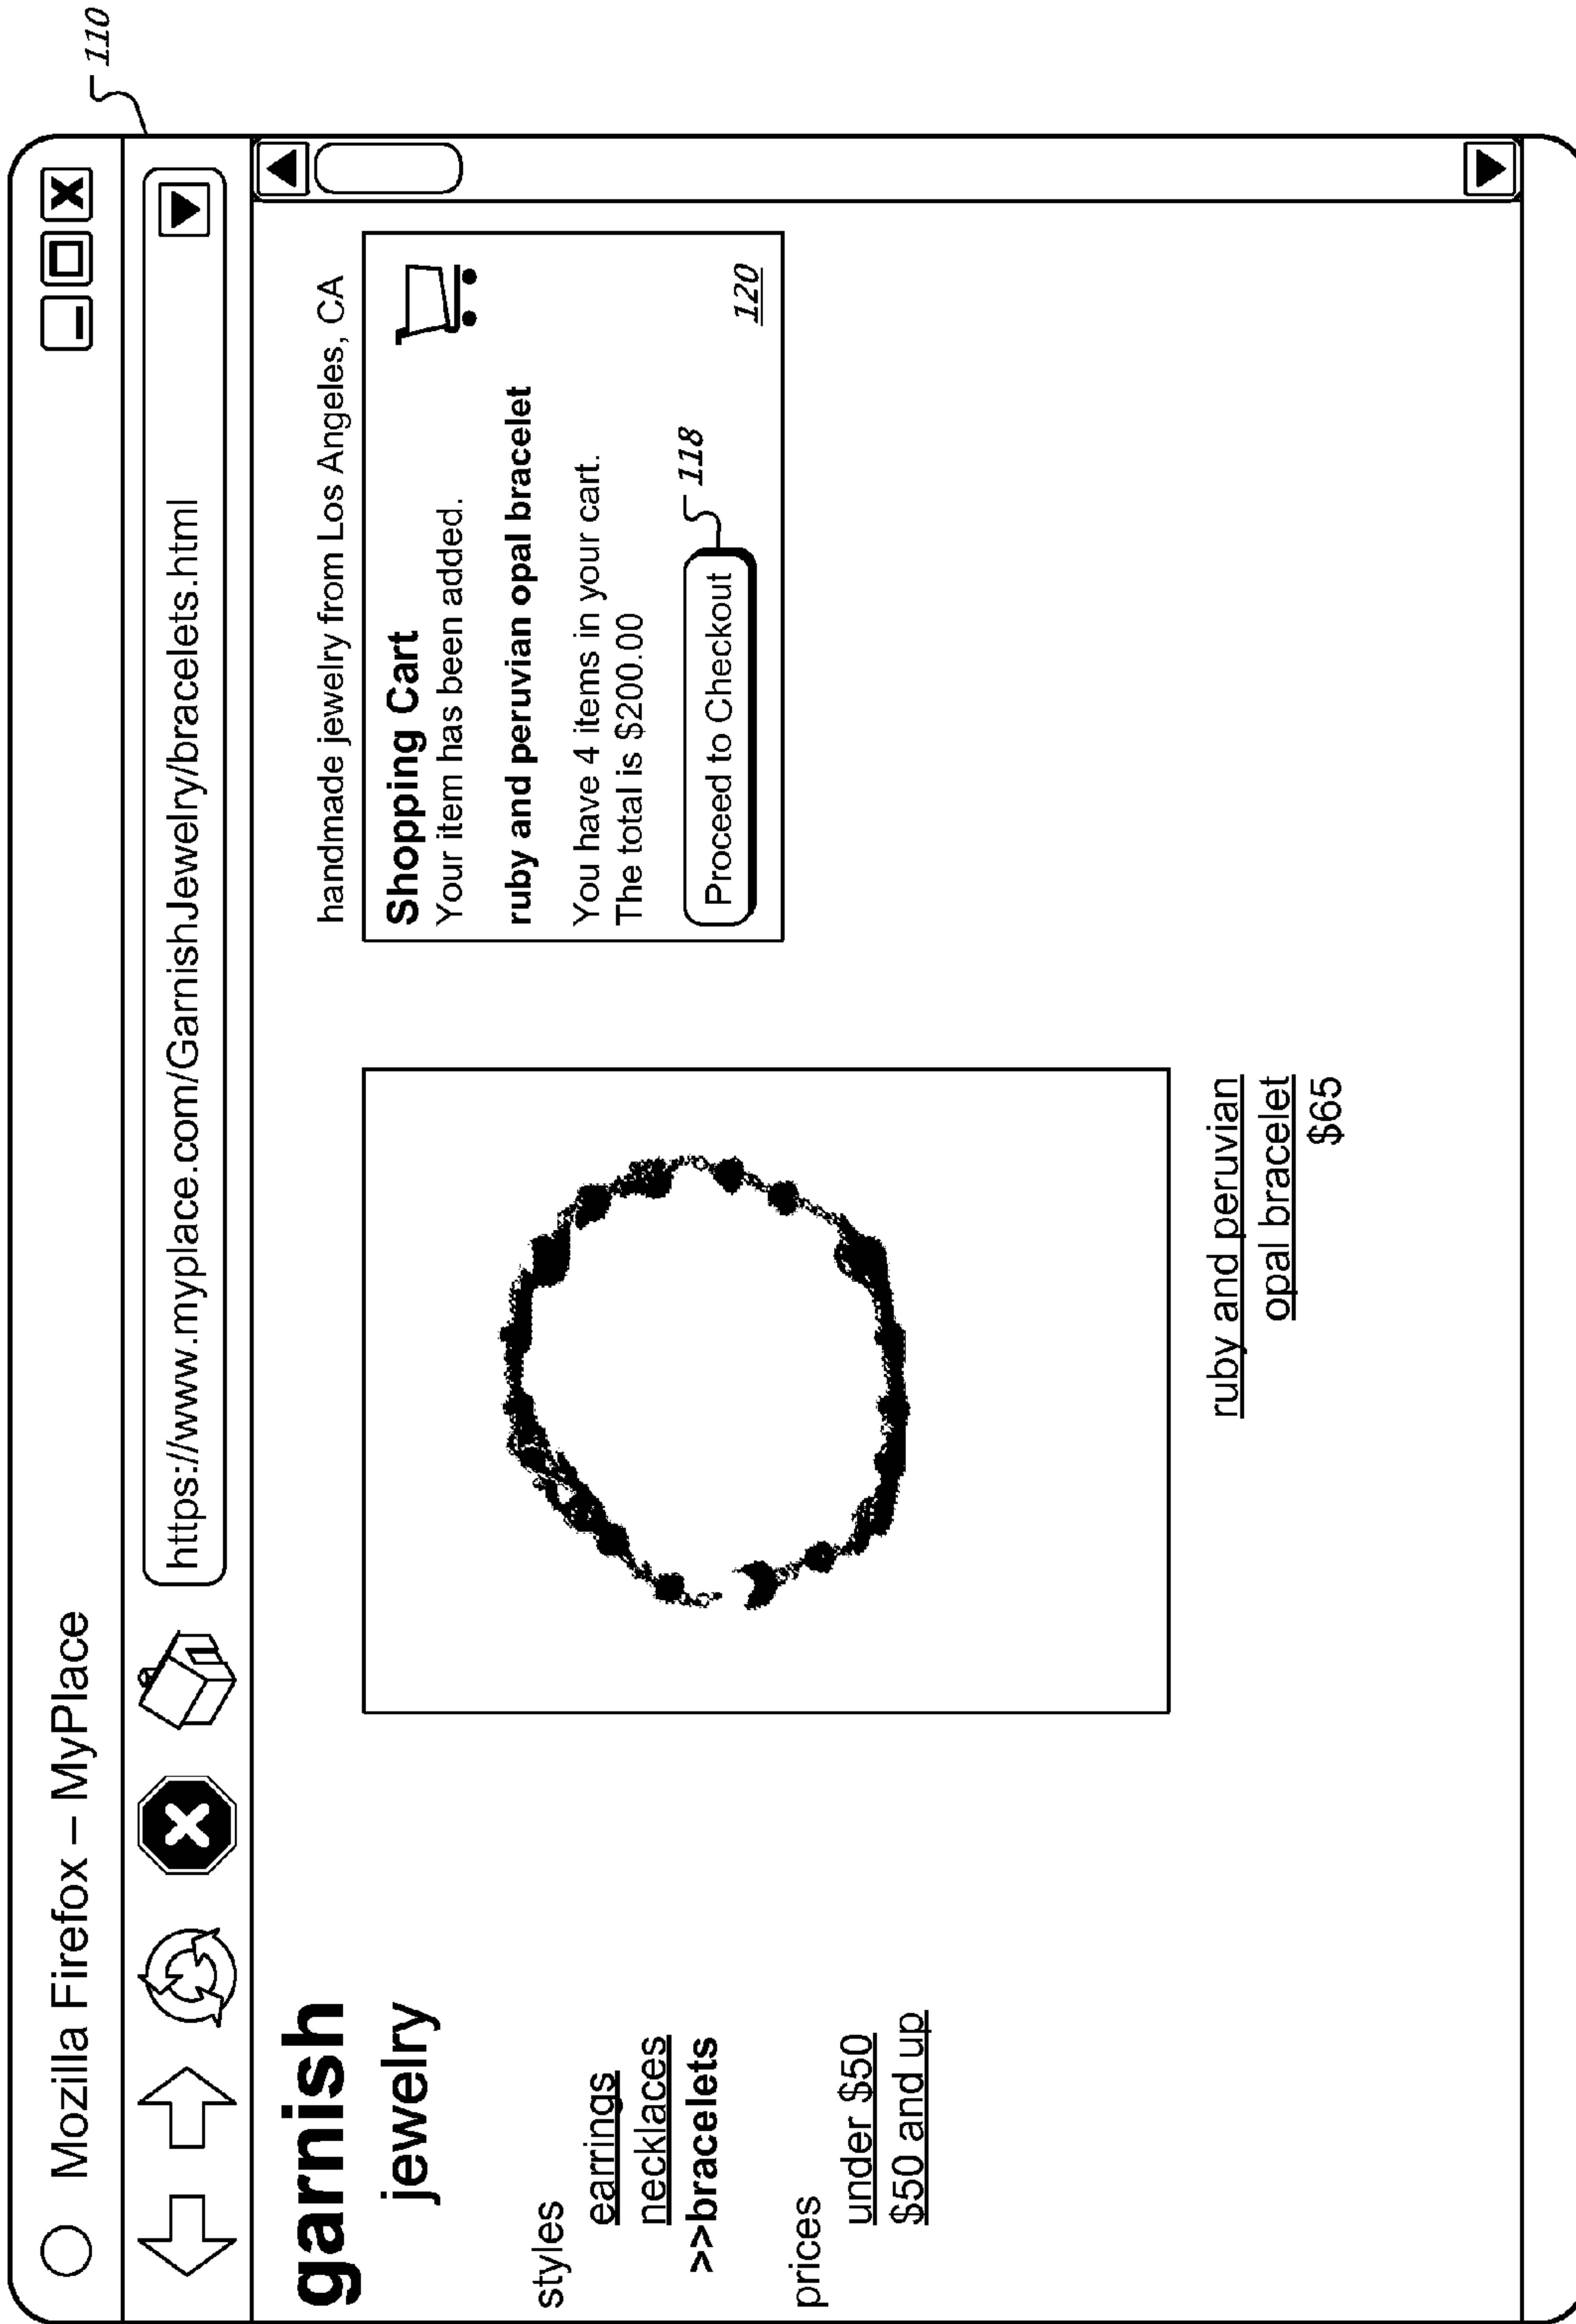 110
Mozilla Firefox – MyPlace
https://www.myplace.com/GarnishJewelry/bracelets.html
garnish
jewelry
handmade jewelry from Los Angeles, CA
styles
earrings
necklaces
>>bracelets
prices
under $50
$50 and up
ruby and peruvian
opal bracelet
$65
Shopping Cart
Your item has been added.
ruby and peruvian opal bracelet
You have 4 items in your cart.
The total is $200.00
118
Proceed to Checkout
120